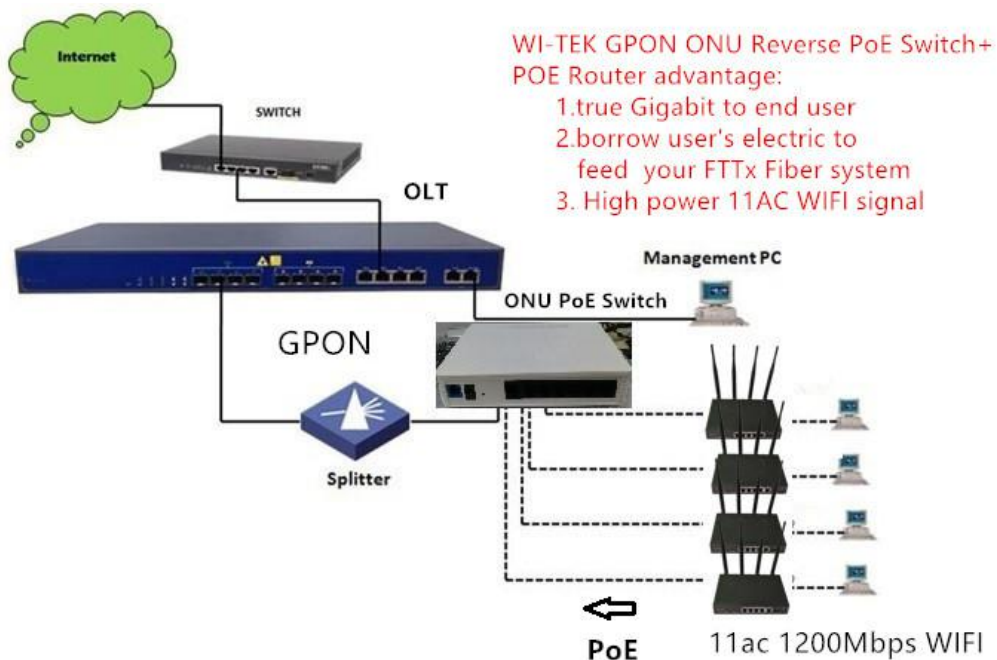 Internet
WI-TEK GPON ONU Reverse PoE Switch+
POE Router advantage:
1.true Gigabit to end user
2.borrow user's electric to
feed your FTTx Fiber system
3. High power 11AC WIFI signal
SWITCH
OLT
Management PC
ONU PoE Switch
GPON
Splitter
PoE
11ac 1200Mbps WIFI